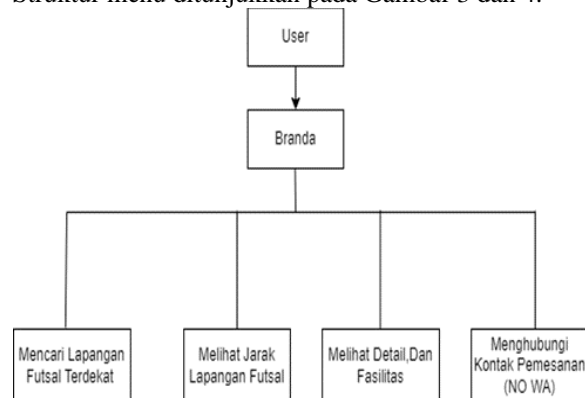 Struktur menu ditunjukkan pada Gambar 3 dan 4.
User
Branda
Mencari Lapangan
Futsal Terdekat
Melihat Jarak
Lapangan Futsal
Melihat Detail,Dan
Fasilitas
Menghubungi
Kontak Pemesanan
(NO WA)